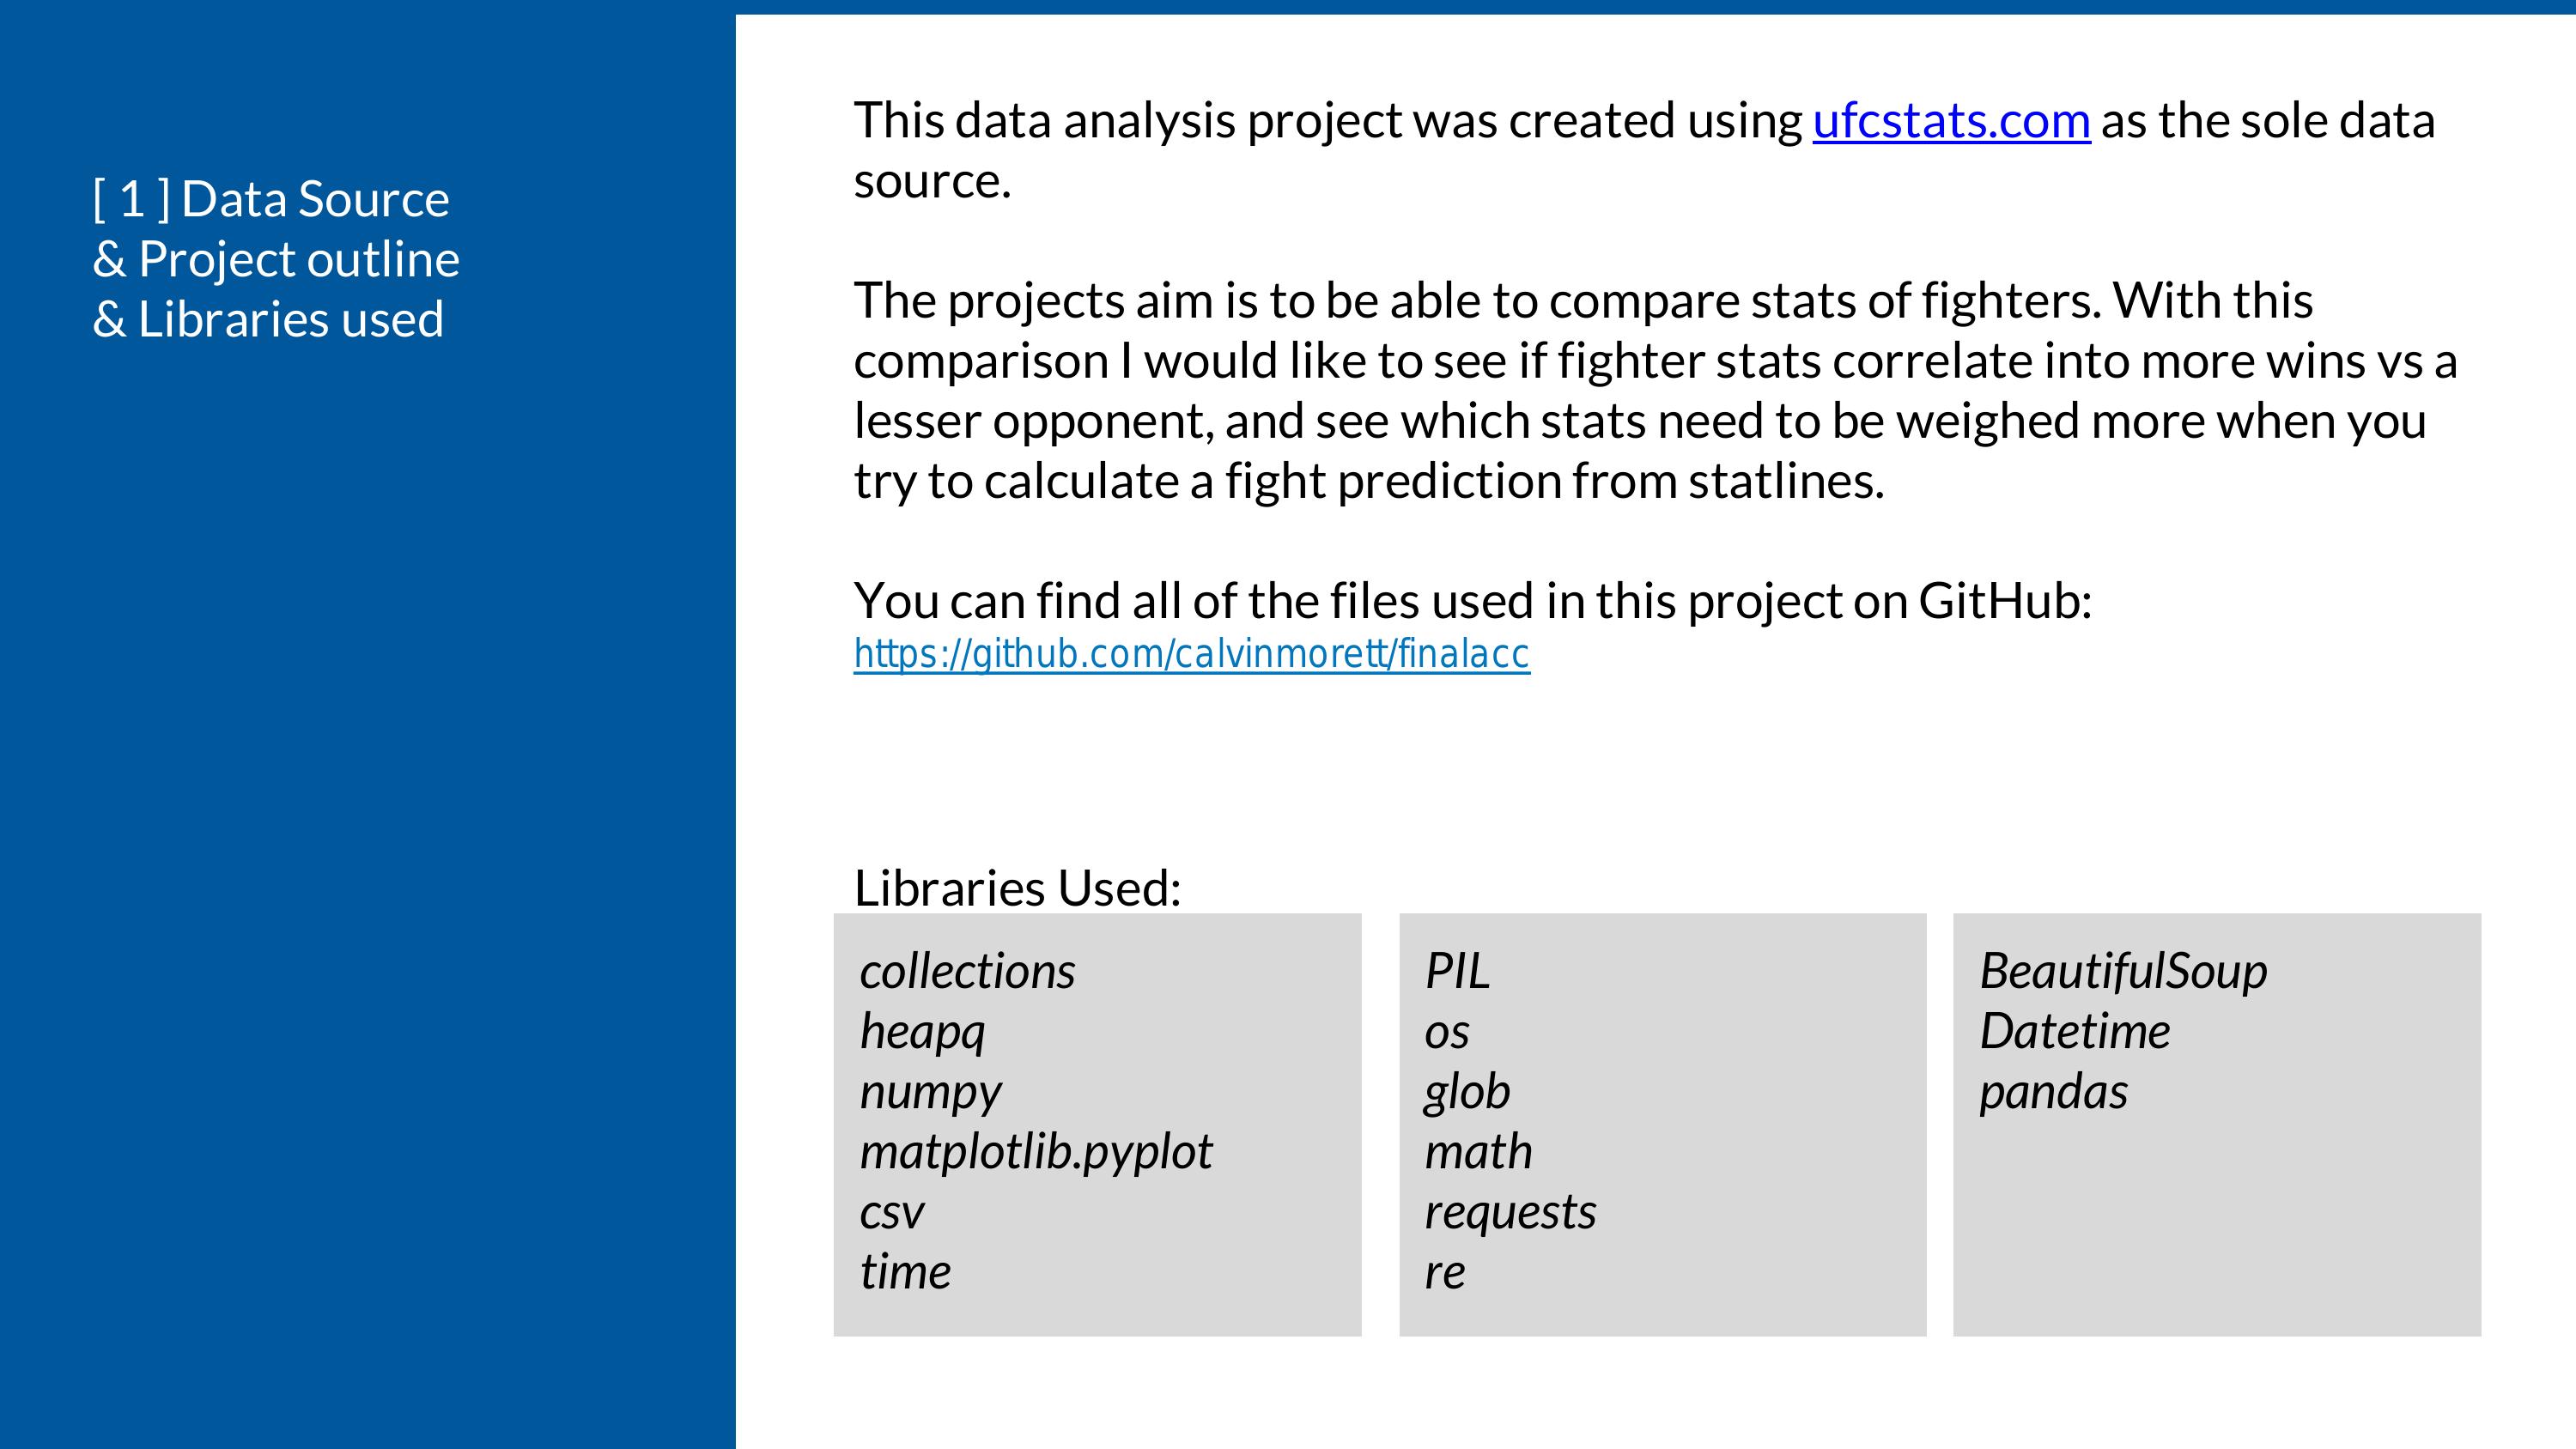 [ 1 ] Data Source
& Project outline
& Libraries used
This data analysis project was created using ufcstats.com as the sole data
source.
The projects aim is to be able to compare stats of fighters. With this
comparison I would like to see if fighter stats correlate into more wins vs a
lesser opponent, and see which stats need to be weighed more when you
try to calculate a fight prediction from statlines.
You can find all of the files used in this project on GitHub:
https://github.com/calvinmorett/finalacc
Libraries Used:
collections
heapq
numpy
matplotlib.pyplot
csv
time
PIL
os
glob
math
requests
re
BeautifulSoup
Datetime
pandas